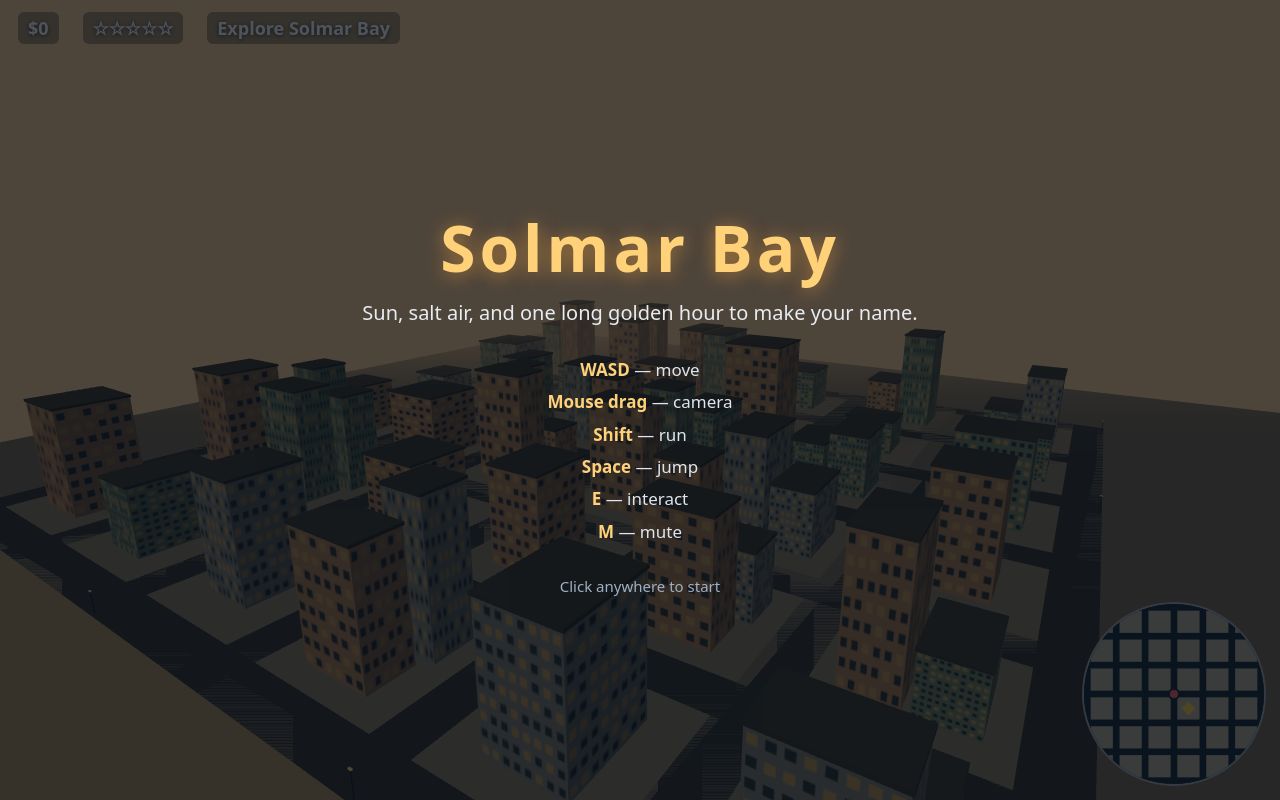 $0
☆☆☆☆☆
Explore Solmar Bay
Solmar Bay
Sun, salt air, and one long golden hour to make your name.
WASD — move
Mouse drag — camera
Shift — run
Space — jump
E — interact
M — mute
Click anywhere to start